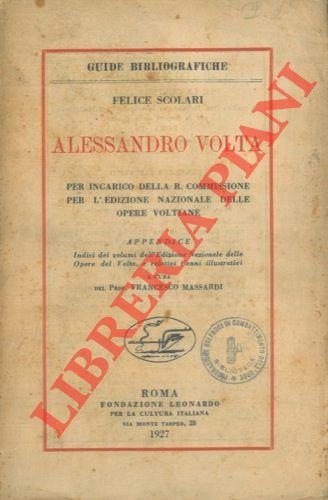 GUIDE BIBLIOGRAFICHE
FELICE SCOLARI
ALESSANDRO VOLTA
PER INCARICO DELLA R. COMMISSIONE
PER L'EDIZIONE NAZIONALE DELLE
OPERE VOLTIANE
APPENDICE
Indici dei volumi dell'Edizione Nazionale delle
Opere del Volta, e relativi Cenni illustrativi
A CURA
DEL PROF. FRANCESCO MASSARDI
ROMA
FONDAZIONE LEONARDO
PER LA CULTURA ITALIANA
VIA MONTE TARPEO, 28
1927
LIBRERIA PIANI
BIBLIOTECA